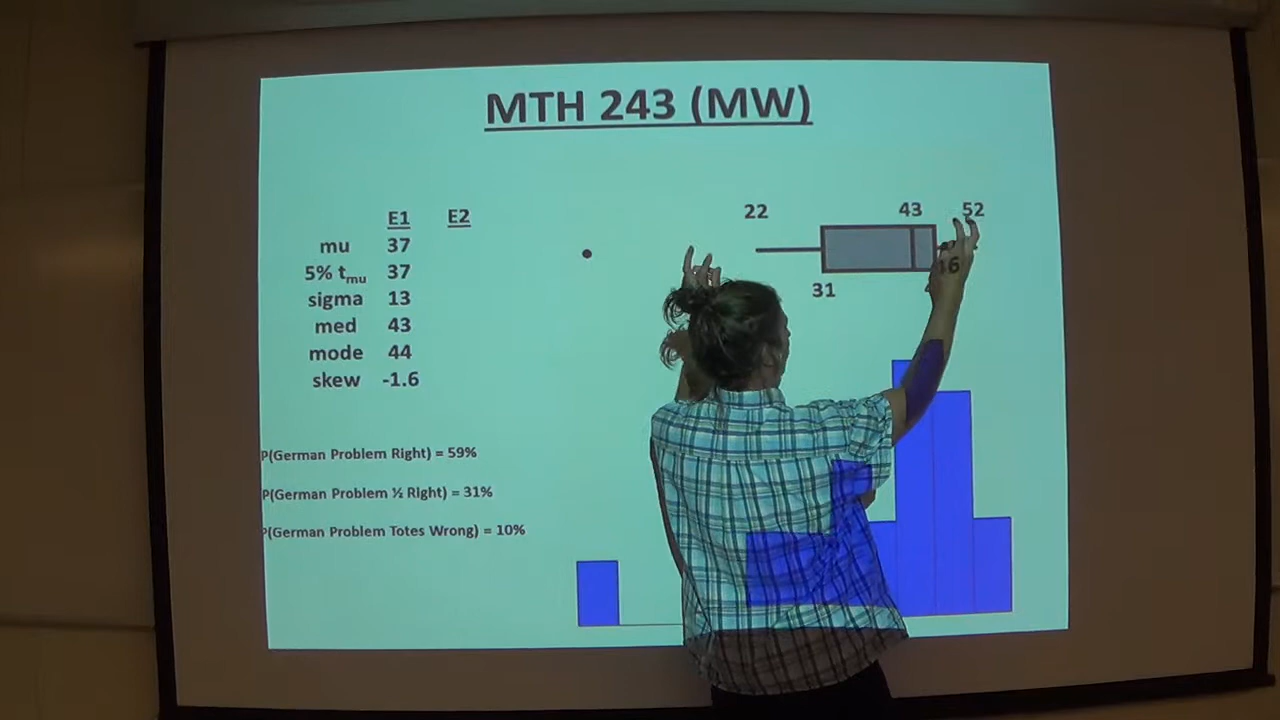 MTH 243 (MW)
E1 E2
mu 37
5% tmu 37
sigma 13
med 43
mode 44
skew -1.6
22 43 52
31
P(German Problem Right) = 59%
P(German Problem ½ Right) = 31%
P(German Problem Totes Wrong) = 10%